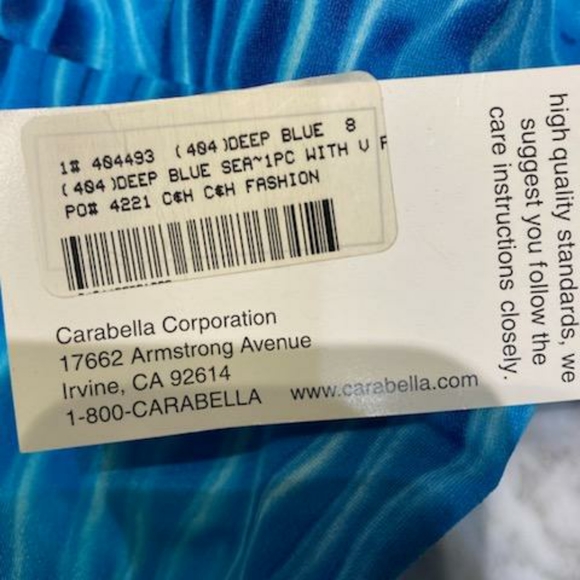 1# 404493 (404)DEEP BLUE 8
(404)DEEP BLUE SEA~1PC WITH V F
PO# 4221 C&H C&H FASHION
Carabella Corporation
17662 Armstrong Avenue
Irvine, CA 92614
1-800-CARABELLA www.carabella.com
high quality standards, we
suggest you follow the
care instructions closely.